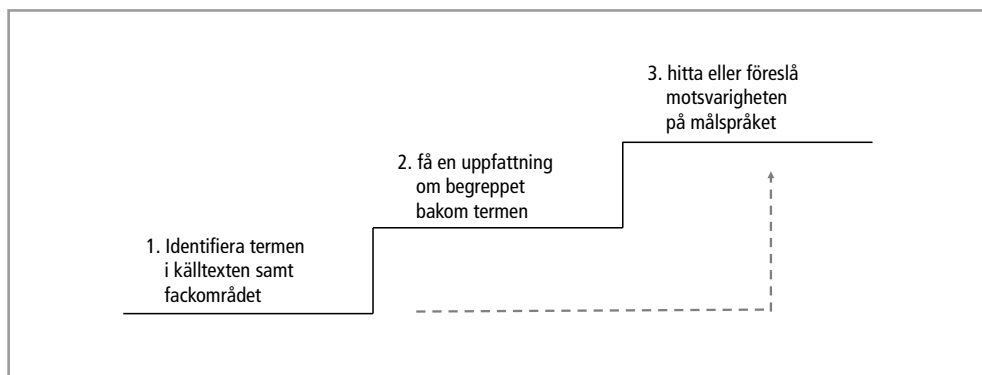 3. hitta eller föreslå
motsvarigheten
på målspråket
2. få en uppfattning
om begreppet
bakom termen
1. Identifiera termen
i källtexten samt
fackområdet